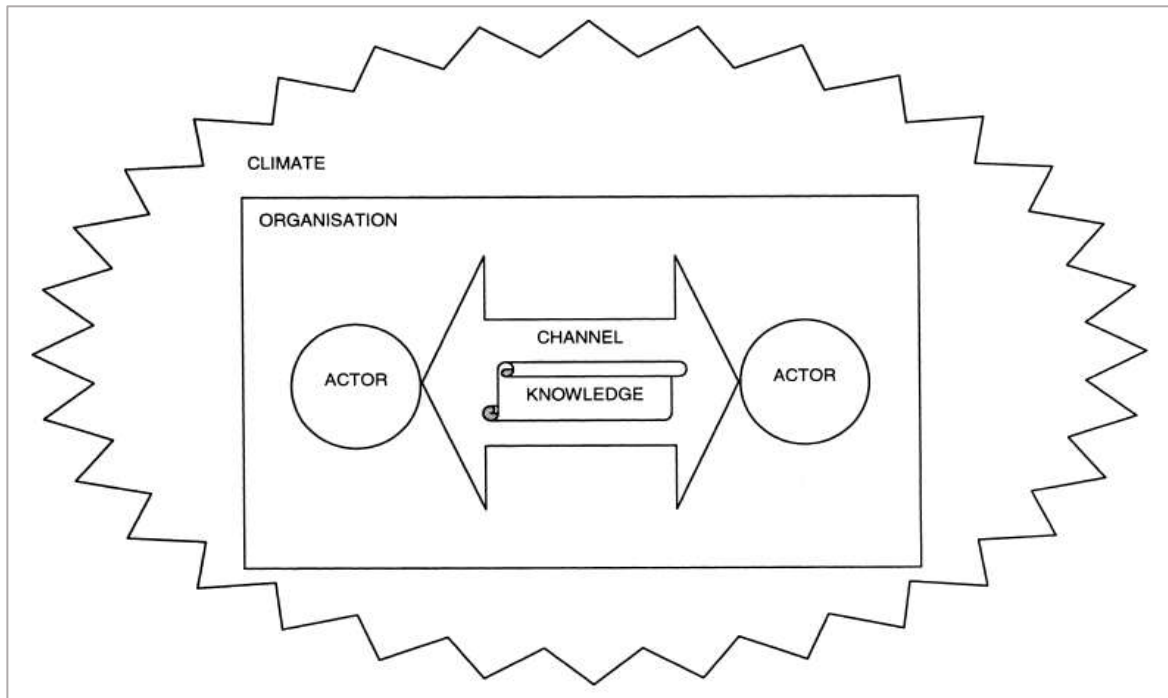 CLIMATE
ORGANISATION
CHANNEL
ACTOR
KNOWLEDGE
ACTOR